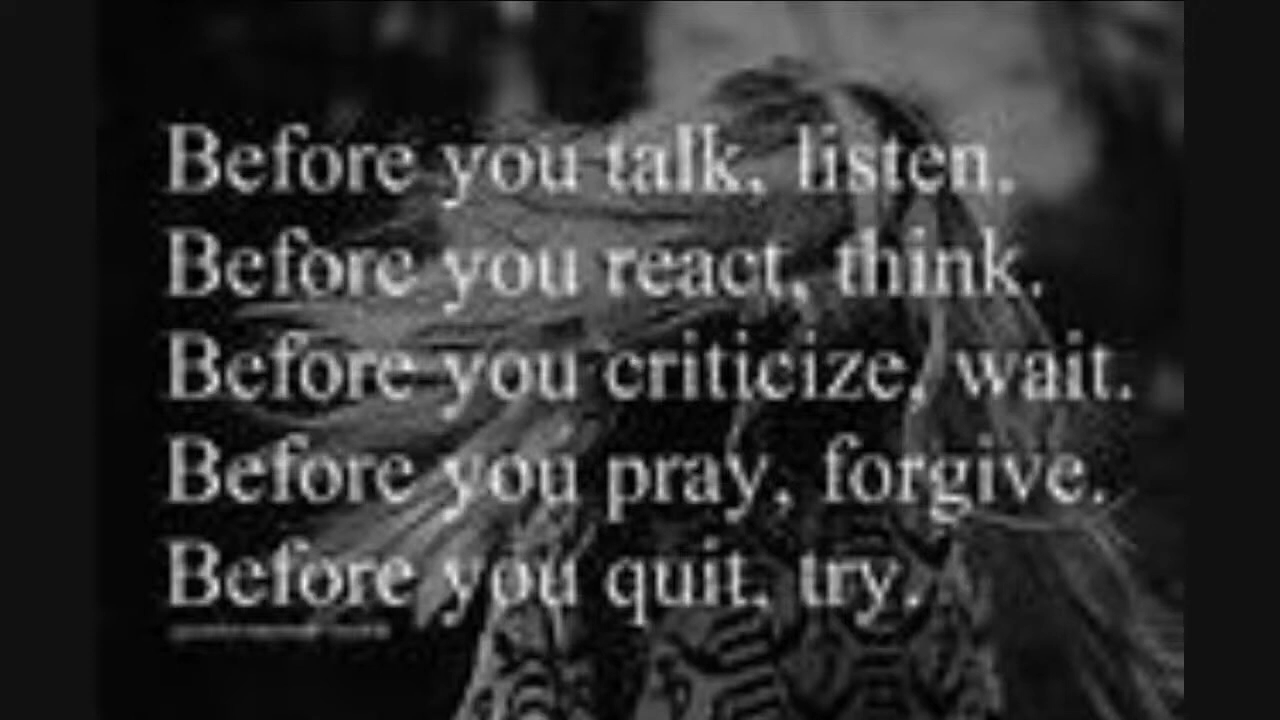 Before you talk, listen.
Before you react, think.
Before you criticize, wait.
Before you pray, forgive.
Before you quit, try.